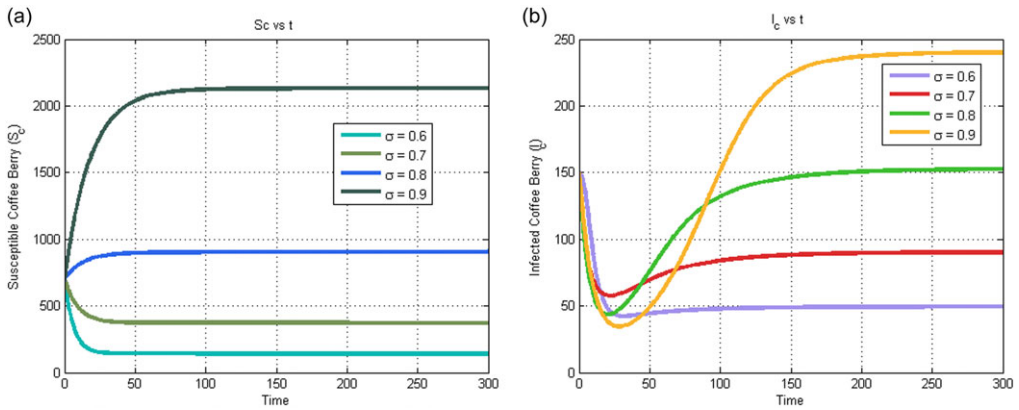 (a)
Sc vs t
Susceptible Coffee Berry (Sc)
2500
2000
1500
1000
500
0
σ = 0.6
σ = 0.7
σ = 0.8
σ = 0.9
0 50 100 150 200 250 300
Time
(b)
Ic vs t
Infected Coffee Berry (Ic)
250
200
150
100
50
0
σ = 0.6
σ = 0.7
σ = 0.8
σ = 0.9
0 50 100 150 200 250 300
Time